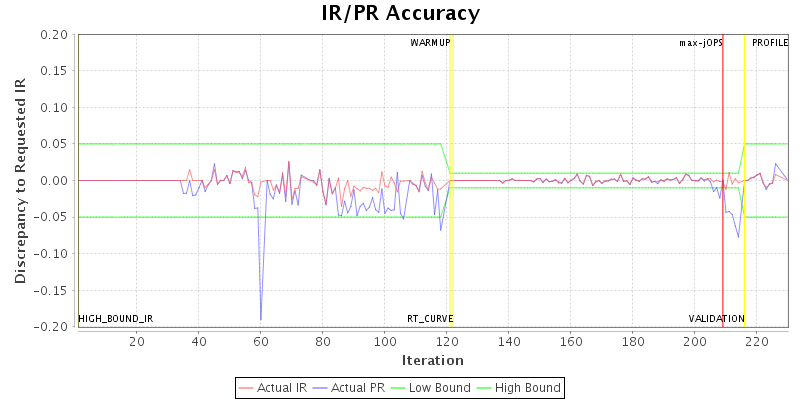 IR/PR Accuracy
Discrepancy to Requested IR
0.20
0.15
0.10
0.05
0.00
-0.05
-0.10
-0.15
-0.20
WARMUP
max-jOPS
PROFILE
HIGH_BOUND_IR
RT_CURVE
VALIDATION
20 40 60 80 100 120 140 160 180 200 220
Iteration
Actual IR Actual PR Low Bound High Bound